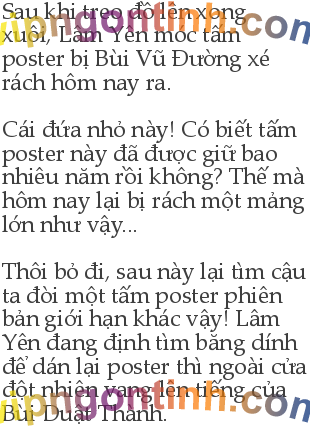 Sau khi treo đồ lên xong
xuôi, Lâm Yên móc tấm
poster bị Bùi Vũ Đường xé
rách hôm nay ra.
Cái đứa nhỏ này! Có biết tấm
poster này đã được giữ bao
nhiêu năm rồi không? Thế mà
hôm nay lại bị rách một mảng
lớn như vậy...
Thôi bỏ đi, sau này lại tìm cậu
ta đòi một tấm poster phiên
bản giới hạn khác vậy! Lâm
Yên đang định tìm băng dính
để dán lại poster thì ngoài cửa
đột nhiên vang lên tiếng của
Bùi Duật Thành.
vipngontinh.com
vipngontinh.com